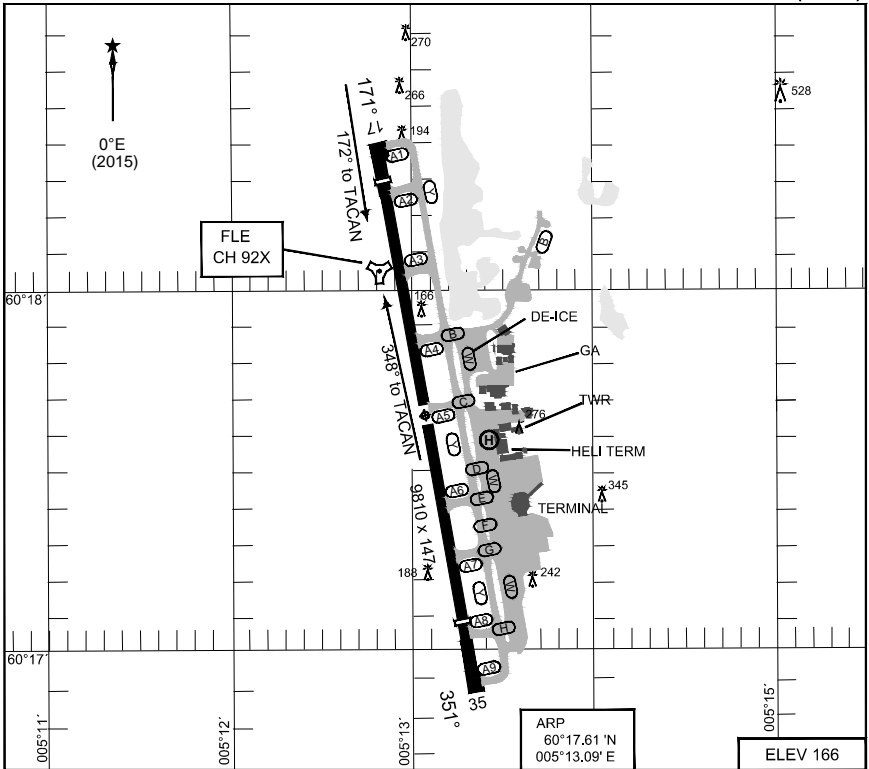 270
266
528
171°
17
194
A1
0°E
(2015)
172° to TACAN
A2
Y
FLE
CH 92X
B
A3
60°18'
166
DE-ICE
B
A4
W
GA
348° to TACAN
C
TWR
A5
276
Y
H
HELI TERM
D
W
A6
E
345
9810 x 147
TERMINAL
F
G
A7
188
242
Y
W
A8
H
60°17'
A9
351°
35
005°11'
005°12'
005°13'
005°15'
ARP
60°17.61 'N
005°13.09' E
ELEV 166